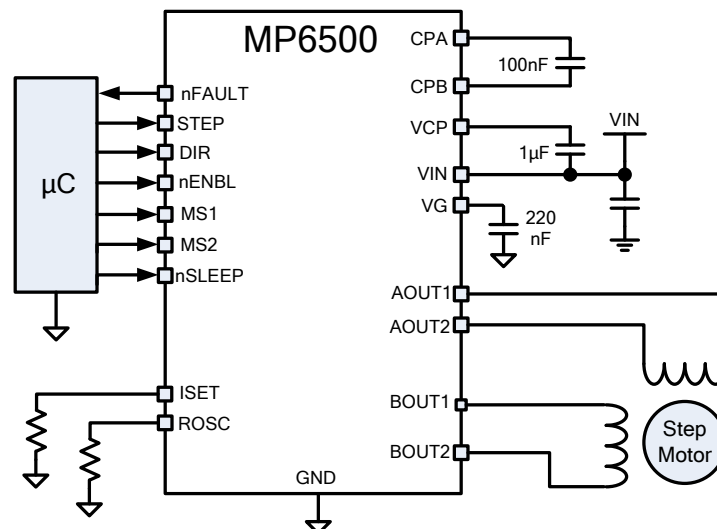 MP6500
µC
nFAULT
STEP
DIR
nENBL
MS1
MS2
nSLEEP
ISET
ROSC
GND
CPA
CPB
VCP
VIN
VG
AOUT1
AOUT2
BOUT1
BOUT2
100nF
1µF
VIN
220
nF
Step
Motor